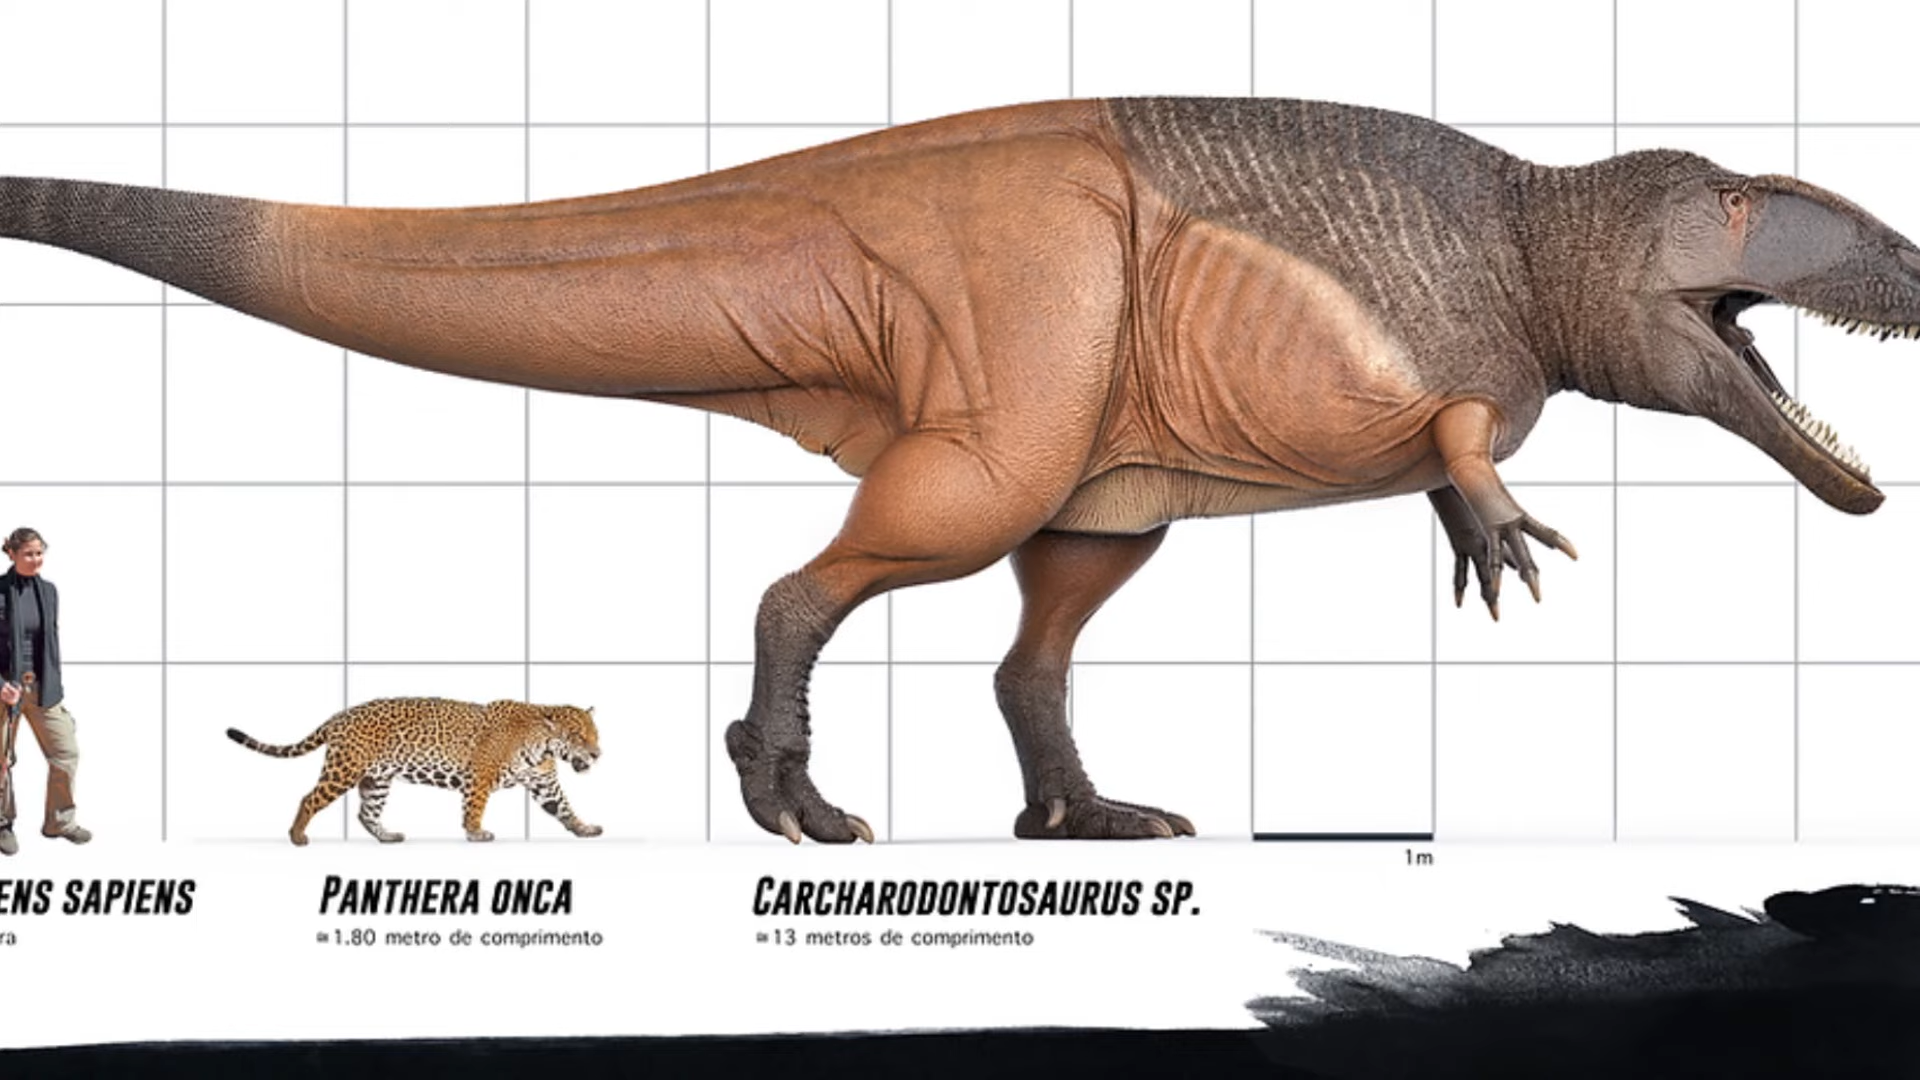 1m
ENS SAPIENS
ra
PANTHERA ONCA
≅1.80 metro de comprimento
CARCHARODONTOSAURUS SP.
≅13 metros de comprimento